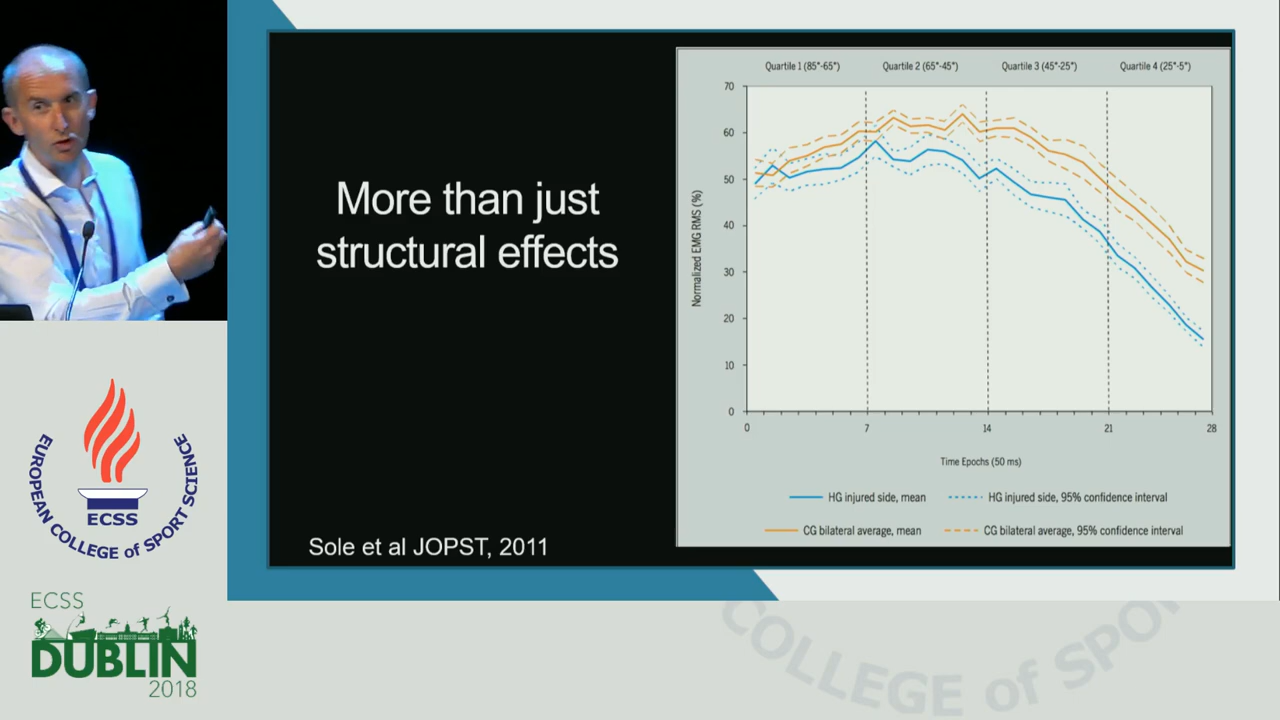 More than just
structural effects
Sole et al JOPST, 2011
Quartile 1 (85°-65°) Quartile 2 (65°-45°) Quartile 3 (45°-25°) Quartile 4 (25°-5°)
Normalized EMG RMS (%)
70
60
50
40
30
20
10
0
0 7 14 21 28
Time Epochs (50 ms)
HG injured side, mean HG injured side, 95% confidence interval
CG bilateral average, mean CG bilateral average, 95% confidence interval
EUROPEAN COLLEGE of SPORT SCIENCE
ECSS
ECSS
DUBLIN
2018
COLLEGE of SPOR